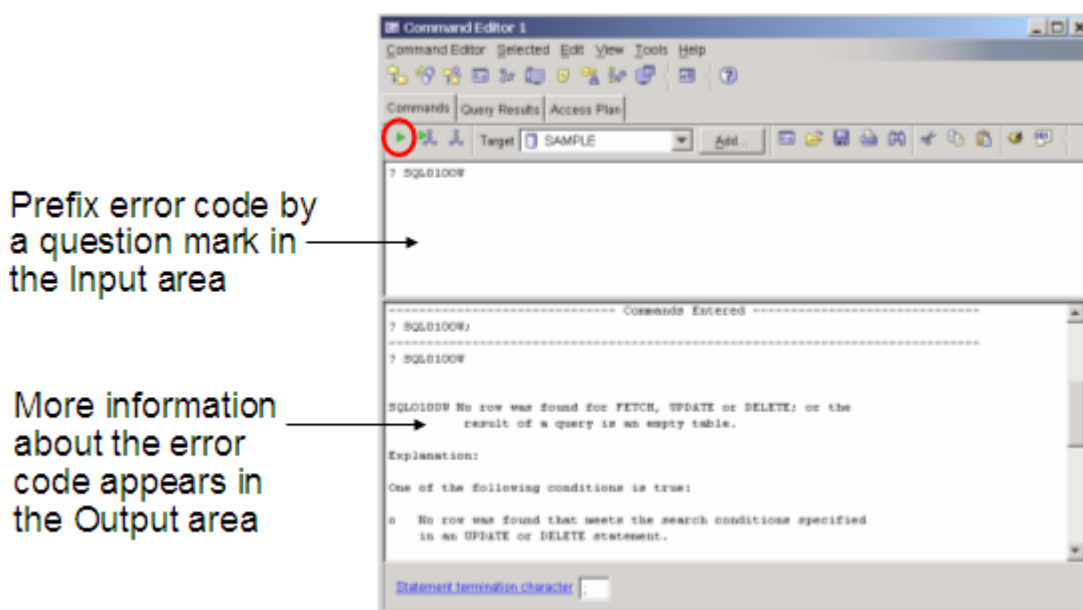 Command Editor 1
Command Editor Selected Edit View Tools Help
Commands Query Results Access Plan
Target SAMPLE Add...
? SQL0100W
Prefix error code by
a question mark in
the Input area
------------------------------- Commands Entered -------------------------------
? SQL0100W;
--------------------------------------------------------------------------------
? SQL0100W
SQL0100W No row was found for FETCH, UPDATE or DELETE; or the
result of a query is an empty table.
Explanation:
One of the following conditions is true:
o No row was found that meets the search conditions specified
in an UPDATE or DELETE statement.
More information
about the error
code appears in
the Output area
Statement termination character ;